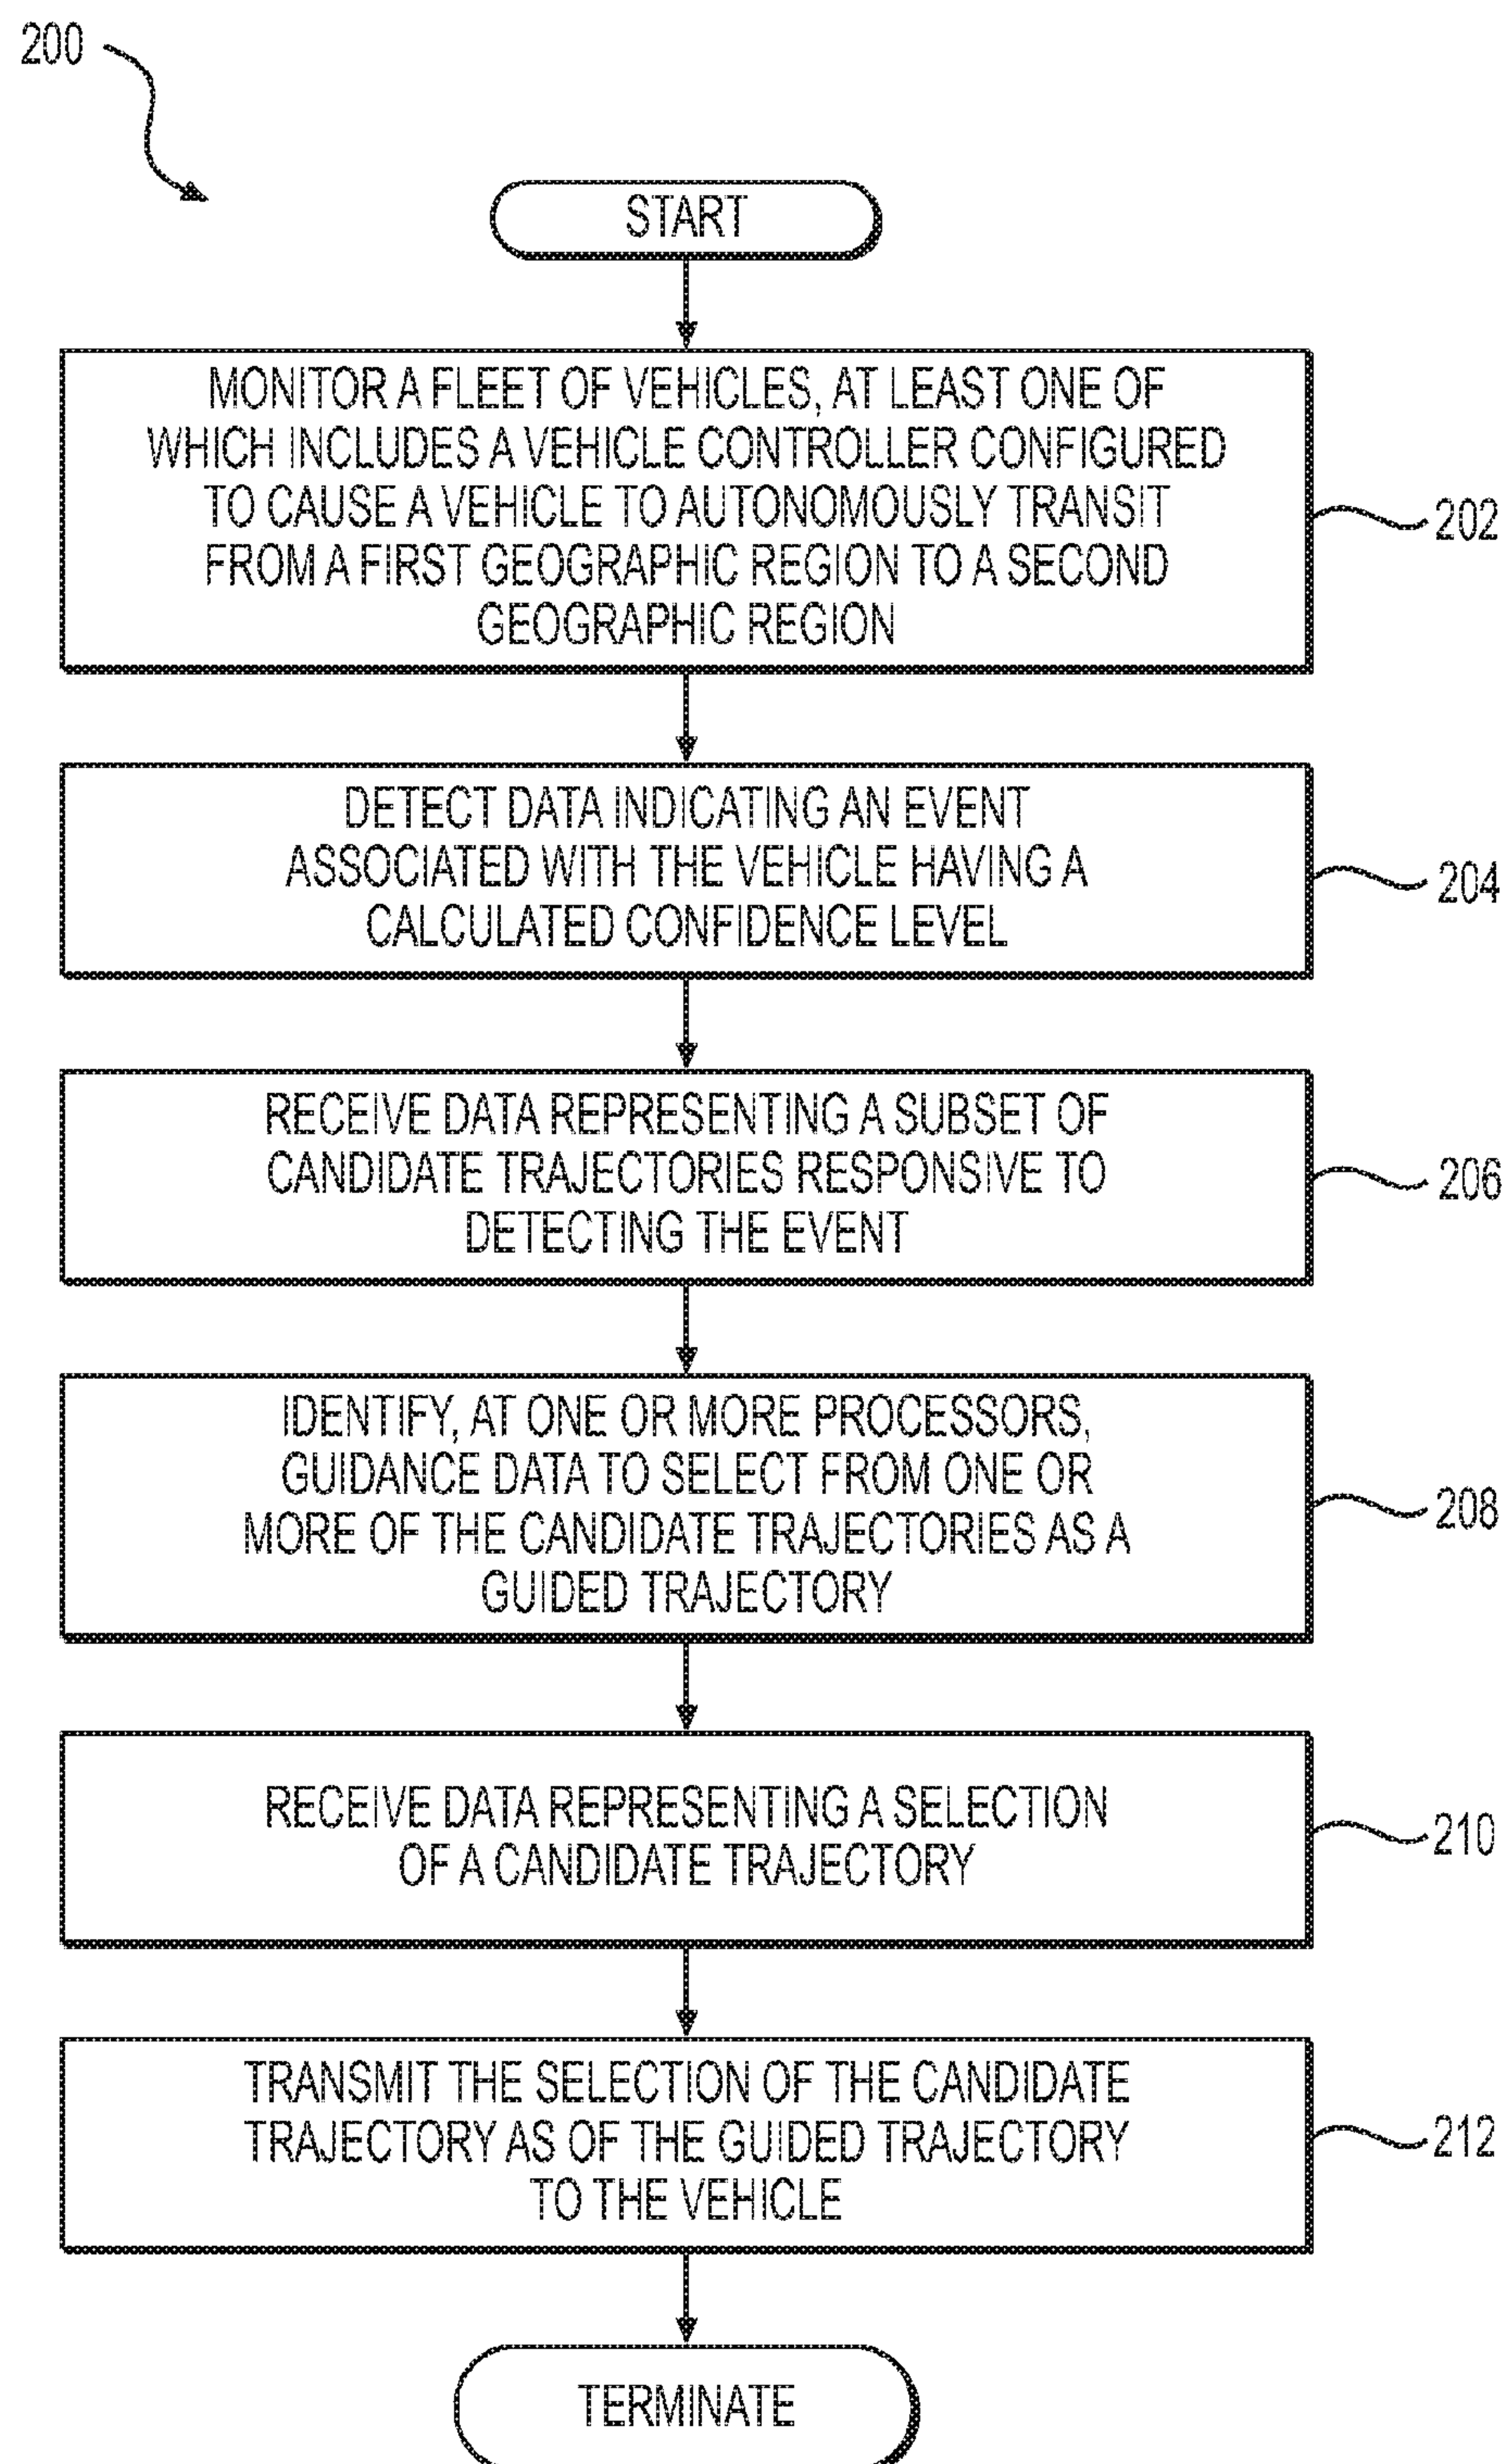 200
START
MONITOR A FLEET OF VEHICLES, AT LEAST ONE OF
WHICH INCLUDES A VEHICLE CONTROLLER CONFIGURED
TO CAUSE A VEHICLE TO AUTONOMOUSLY TRANSIT
FROM A FIRST GEOGRAPHIC REGION TO A SECOND
GEOGRAPHIC REGION
202
DETECT DATA INDICATING AN EVENT
ASSOCIATED WITH THE VEHICLE HAVING A
CALCULATED CONFIDENCE LEVEL
204
RECEIVE DATA REPRESENTING A SUBSET OF
CANDIDATE TRAJECTORIES RESPONSIVE TO
DETECTING THE EVENT
206
IDENTIFY, AT ONE OR MORE PROCESSORS,
GUIDANCE DATA TO SELECT FROM ONE OR
MORE OF THE CANDIDATE TRAJECTORIES AS A
GUIDED TRAJECTORY
208
RECEIVE DATA REPRESENTING A SELECTION
OF A CANDIDATE TRAJECTORY
210
TRANSMIT THE SELECTION OF THE CANDIDATE
TRAJECTORY AS OF THE GUIDED TRAJECTORY
TO THE VEHICLE
212
TERMINATE